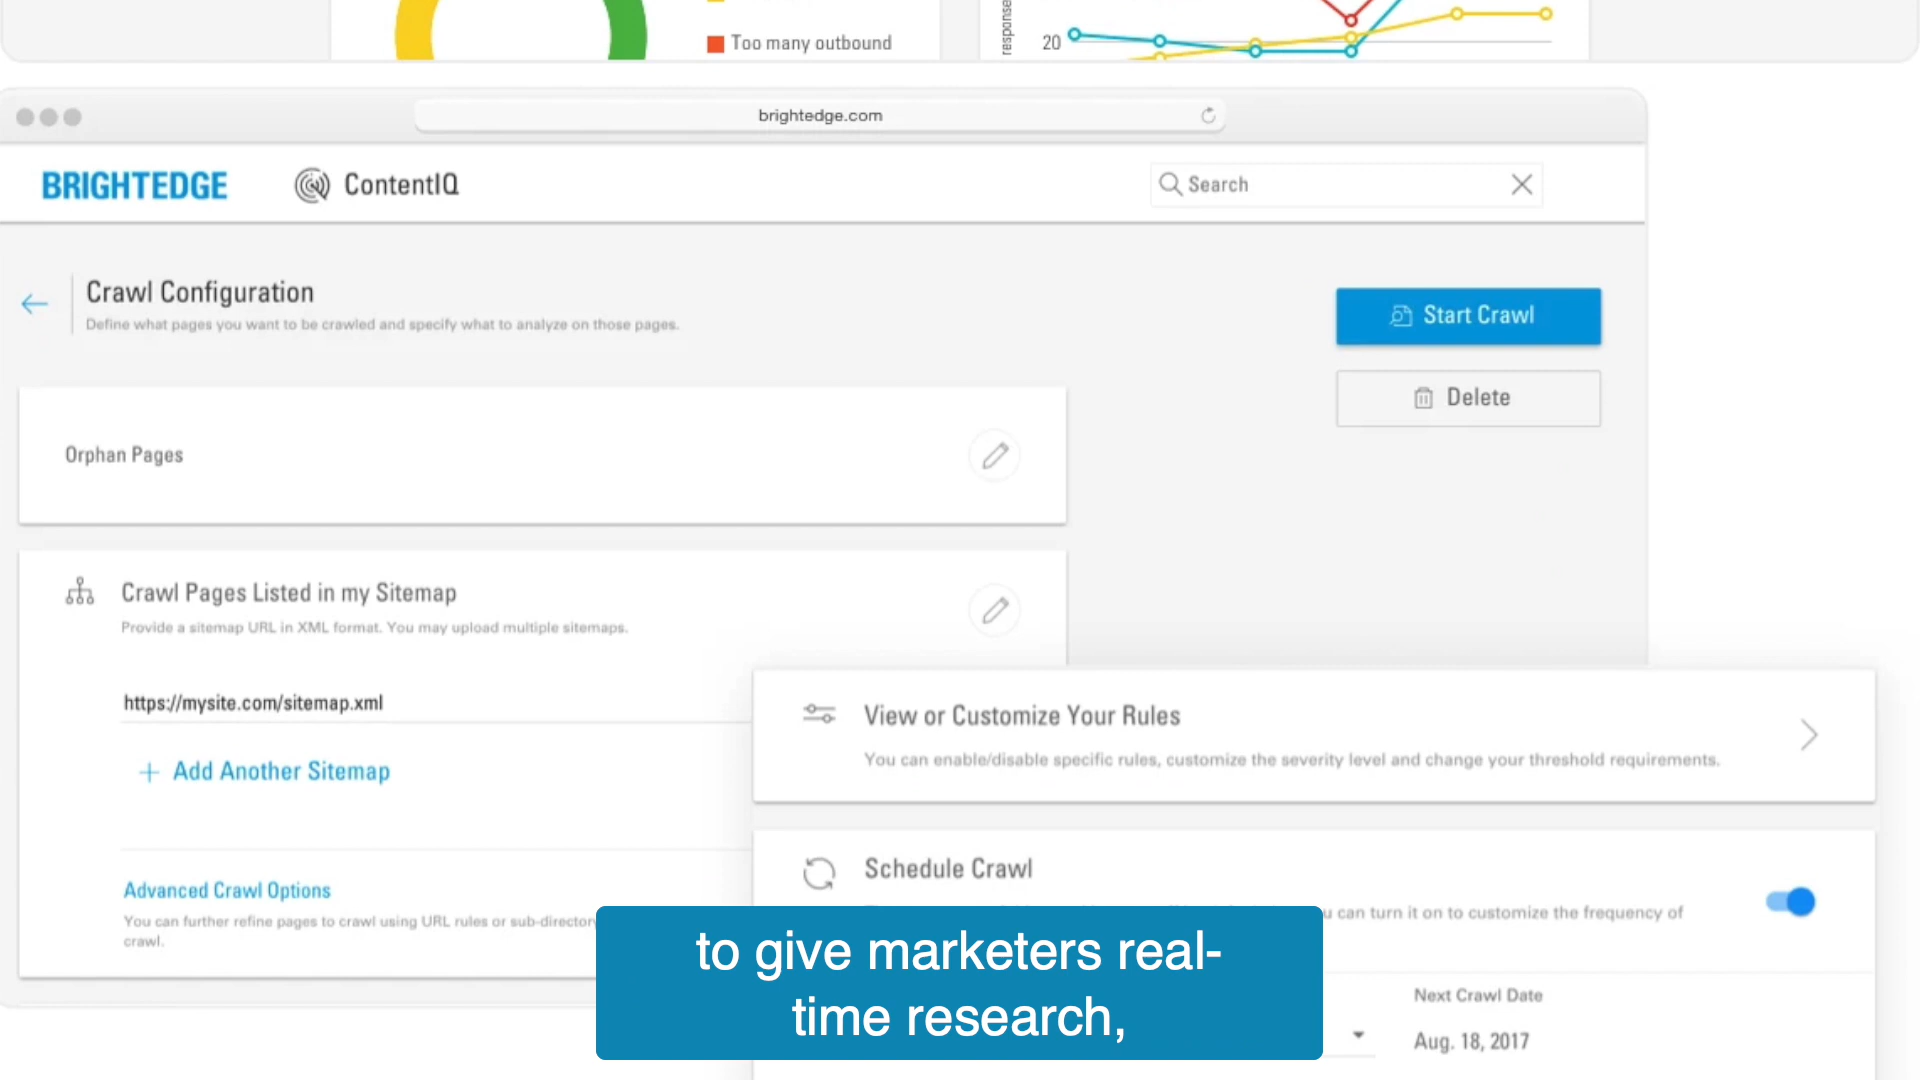 Too many outbound
response
20
brightedge.com
BRIGHTEDGE
ContentIQ
Search
Crawl Configuration
Define what pages you want to be crawled and specify what to analyze on those pages.
Start Crawl
Delete
Orphan Pages
Crawl Pages Listed in my Sitemap
Provide a sitemap URL in XML format. You may upload multiple sitemaps.
https://mysite.com/sitemap.xml
+ Add Another Sitemap
Advanced Crawl Options
You can further refine pages to crawl using URL rules or sub-director
crawl.
View or Customize Your Rules
You can enable/disable specific rules, customize the severity level and change your threshold requirements.
Schedule Crawl
u can turn it on to customize the frequency of
Next Crawl Date
Aug. 18, 2017
to give marketers real-
time research,